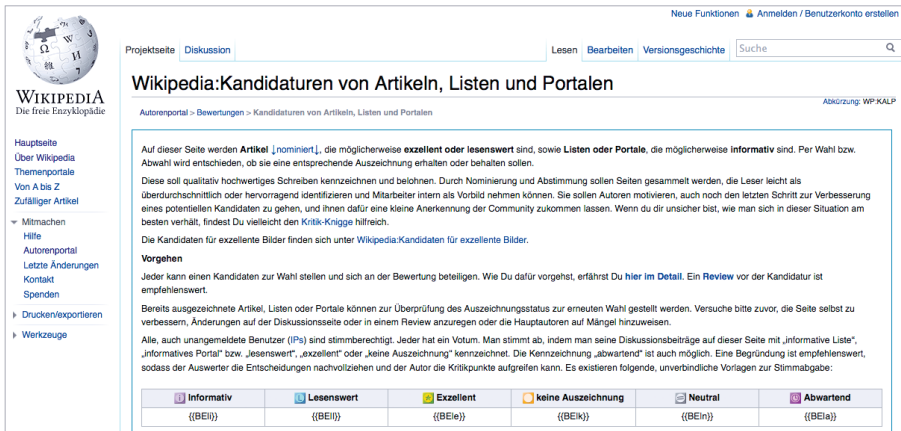 Neue Funktionen Anmelden / Benutzerkonto erstellen
Projektseite Diskussion Lesen Bearbeiten Versionsgeschichte Suche
Ω W И 維
WIKIPEDIA
Die freie Enzyklopädie
Wikipedia:Kandidaturen von Artikeln, Listen und Portalen
Abkürzung: WP:KALP
Autorenportal > Bewertungen > Kandidaturen von Artikeln, Listen und Portalen
Hauptseite
Über Wikipedia
Themenportale
Von A bis Z
Zufälliger Artikel
Mitmachen
Hilfe
Autorenportal
Letzte Änderungen
Kontakt
Spenden
Drucken/exportieren
Werkzeuge
Auf dieser Seite werden Artikel ↓nominiert↓, die möglicherweise exzellent oder lesenswert sind, sowie Listen oder Portale, die möglicherweise informativ sind. Per Wahl bzw.
Abwahl wird entschieden, ob sie eine entsprechende Auszeichnung erhalten oder behalten sollen.
Diese soll qualitativ hochwertiges Schreiben kennzeichnen und belohnen. Durch Nominierung und Abstimmung sollen Seiten gesammelt werden, die Leser leicht als
überdurchschnittlich oder hervorragend identifizieren und Mitarbeiter intern als Vorbild nehmen können. Sie sollen Autoren motivieren, auch noch den letzten Schritt zur Verbesserung
eines potentiellen Kandidaten zu gehen, und ihnen dafür eine kleine Anerkennung der Community zukommen lassen. Wenn du dir unsicher bist, wie man sich in dieser Situation am
besten verhält, findest Du vielleicht den Kritik-Knigge hilfreich.
Die Kandidaten für exzellente Bilder finden sich unter Wikipedia:Kandidaten für exzellente Bilder.
Vorgehen
Jeder kann einen Kandidaten zur Wahl stellen und sich an der Bewertung beteiligen. Wie Du dafür vorgehst, erfährst Du hier im Detail. Ein Review vor der Kandidatur ist
empfehlenswert.
Bereits ausgezeichnete Artikel, Listen oder Portale können zur Überprüfung des Auszeichnungsstatus zur erneuten Wahl gestellt werden. Versuche bitte zuvor, die Seite selbst zu
verbessern, Änderungen auf der Diskussionsseite oder in einem Review anzuregen oder die Hauptautoren auf Mängel hinzuweisen.
Alle, auch unangemeldete Benutzer (IPs) sind stimmberechtigt. Jeder hat ein Votum. Man stimmt ab, indem man seine Diskussionsbeiträge auf dieser Seite mit „informative Liste“,
„informatives Portal“ bzw. „lesenswert“, „exzellent“ oder „keine Auszeichnung“ kennzeichnet. Die Kennzeichnung „abwartend“ ist auch möglich. Eine Begründung ist empfehlenswert,
sodass der Auswerter die Entscheidungen nachvollziehen und der Autor die Kritikpunkte aufgreifen kann. Es existieren folgende, unverbindliche Vorlagen zur Stimmabgabe:
Informativ Lesenswert Exzellent keine Auszeichnung Neutral Abwartend
{{BEli}} {{BEll}} {{BEle}} {{BElk}} {{BEln}} {{BEla}}